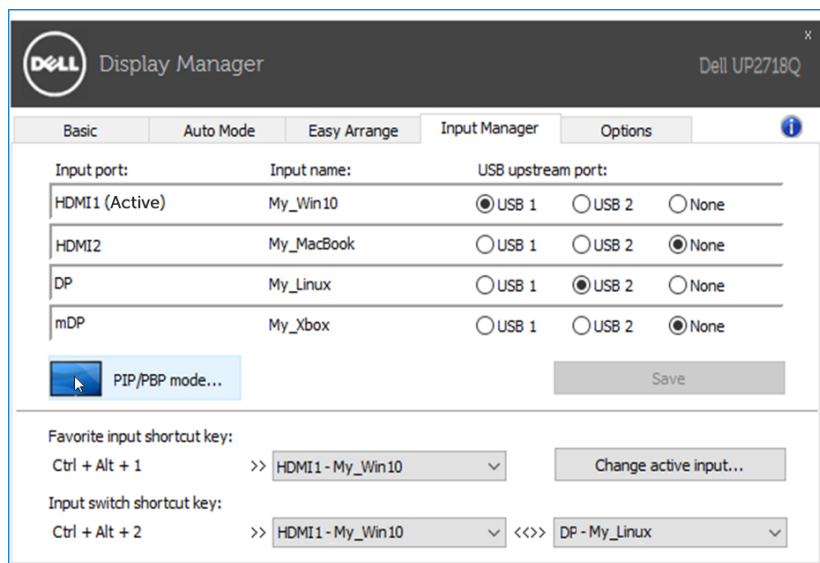 x
DELL Display Manager Dell UP2718Q
Basic Auto Mode Easy Arrange Input Manager Options i
Input port: Input name: USB upstream port:
HDMI1 (Active) My_Win10 USB 1 USB 2 None
HDMI2 My_MacBook USB 1 USB 2 None
DP My_Linux USB 1 USB 2 None
mDP My_Xbox USB 1 USB 2 None
PIP/PBP mode... Save
Favorite input shortcut key:
Ctrl + Alt + 1 >> HDMI1 - My_Win10 Change active input...
Input switch shortcut key:
Ctrl + Alt + 2 >> HDMI1 - My_Win10 <<>> DP - My_Linux